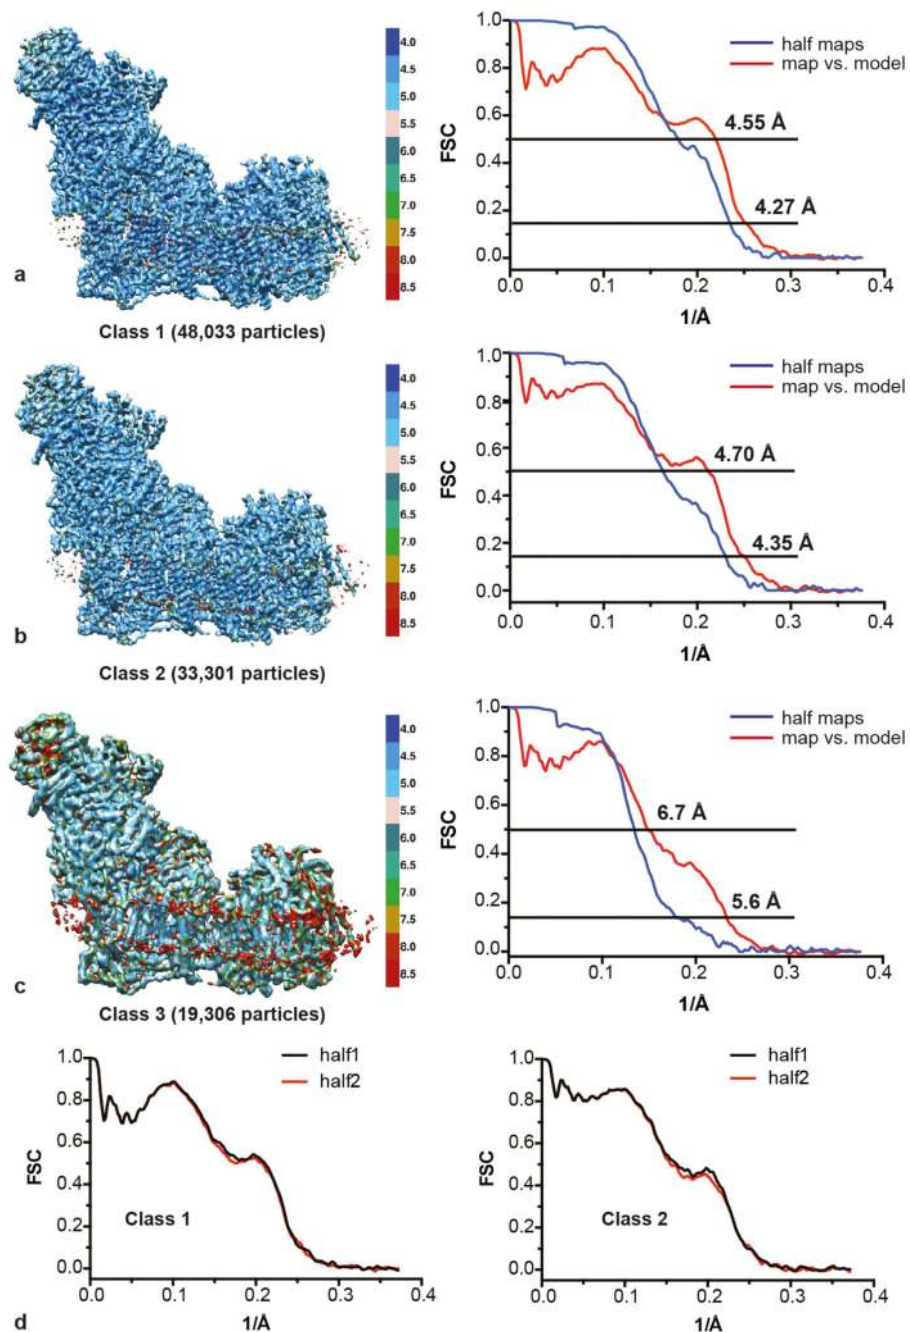 4.0
4.5
5.0
5.5
6.0
6.5
7.0
7.5
8.0
8.5
a
Class 1 (48,033 particles)
1.0
0.8
0.6
0.4
0.2
0.0
FSC
half maps
map vs. model
4.55 Å
4.27 Å
0.0 0.1 0.2 0.3 0.4
1/Å
4.0
4.5
5.0
5.5
6.0
6.5
7.0
7.5
8.0
8.5
b
Class 2 (33,301 particles)
1.0
0.8
0.6
0.4
0.2
0.0
FSC
half maps
map vs. model
4.70 Å
4.35 Å
0.0 0.1 0.2 0.3 0.4
1/Å
4.0
4.5
5.0
5.5
6.0
6.5
7.0
7.5
8.0
8.5
c
Class 3 (19,306 particles)
1.0
0.8
0.6
0.4
0.2
0.0
FSC
half maps
map vs. model
6.7 Å
5.6 Å
0.0 0.1 0.2 0.3 0.4
1/Å
1.0
0.8
0.6
0.4
0.2
0.0
FSC
half1
half2
Class 1
0.0 0.1 0.2 0.3 0.4
1/Å
d
1.0
0.8
0.6
0.4
0.2
0.0
FSC
half1
half2
Class 2
0.0 0.1 0.2 0.3 0.4
1/Å